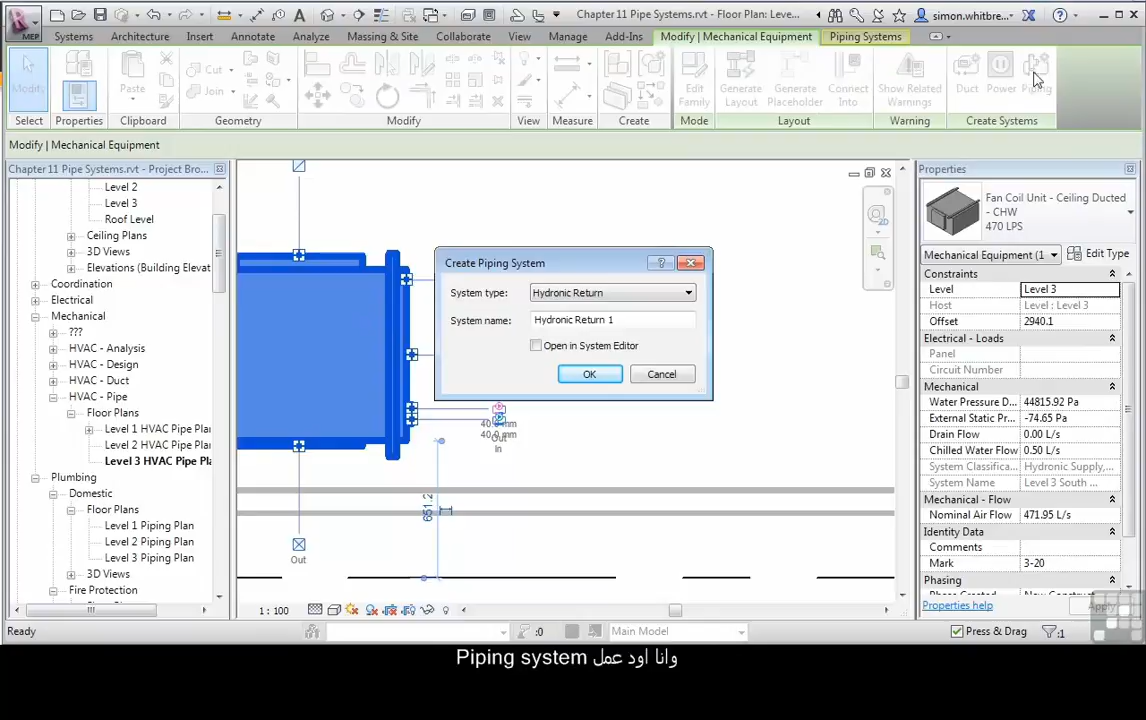 Chapter 11 Pipe Systems.rvt - Floor Plan: Leve...
simon.whitbre...
MEP
Systems Architecture Insert Annotate Analyze Massing & Site Collaborate View Manage Add-Ins Modify | Mechanical Equipment Piping Systems
Modify Paste Cut Join Edit Family Generate Layout Generate Placeholder Connect Into Show Related Warnings Duct Power Piping
Select Properties Clipboard Geometry Modify View Measure Create Mode Layout Warning Create Systems
Modify | Mechanical Equipment
Chapter 11 Pipe Systems.rvt - Project Bro...
Level 2
Level 3
Roof Level
Ceiling Plans
3D Views
Elevations (Building Elevat
Coordination
Electrical
Mechanical
???
HVAC - Analysis
HVAC - Design
HVAC - Duct
HVAC - Pipe
Floor Plans
Level 1 HVAC Pipe Plan
Level 2 HVAC Pipe Plan
Level 3 HVAC Pipe Pla
Plumbing
Domestic
Floor Plans
Level 1 Piping Plan
Level 2 Piping Plan
Level 3 Piping Plan
3D Views
Fire Protection
Create Piping System
System type: Hydronic Return
System name: Hydronic Return 1
Open in System Editor
OK Cancel
40.0 mm
40.0 mm
Out
In
651.2
Out
1 : 100
Properties
Fan Coil Unit - Ceiling Ducted
- CHW
470 LPS
Mechanical Equipment (1 Edit Type
Constraints
Level Level 3
Host Level : Level 3
Offset 2940.1
Electrical - Loads
Panel
Circuit Number
Mechanical
Water Pressure D... 44815.92 Pa
External Static Pr... -74.65 Pa
Drain Flow 0.00 L/s
Chilled Water Flow 0.50 L/s
System Classifica... Hydronic Supply,...
System Name Level 3 South ...
Mechanical - Flow
Nominal Air Flow 471.95 L/s
Identity Data
Comments
Mark 3-20
Phasing
Properties help Apply
Ready :0 Main Model Press & Drag :1
وانا اود عمل Piping system